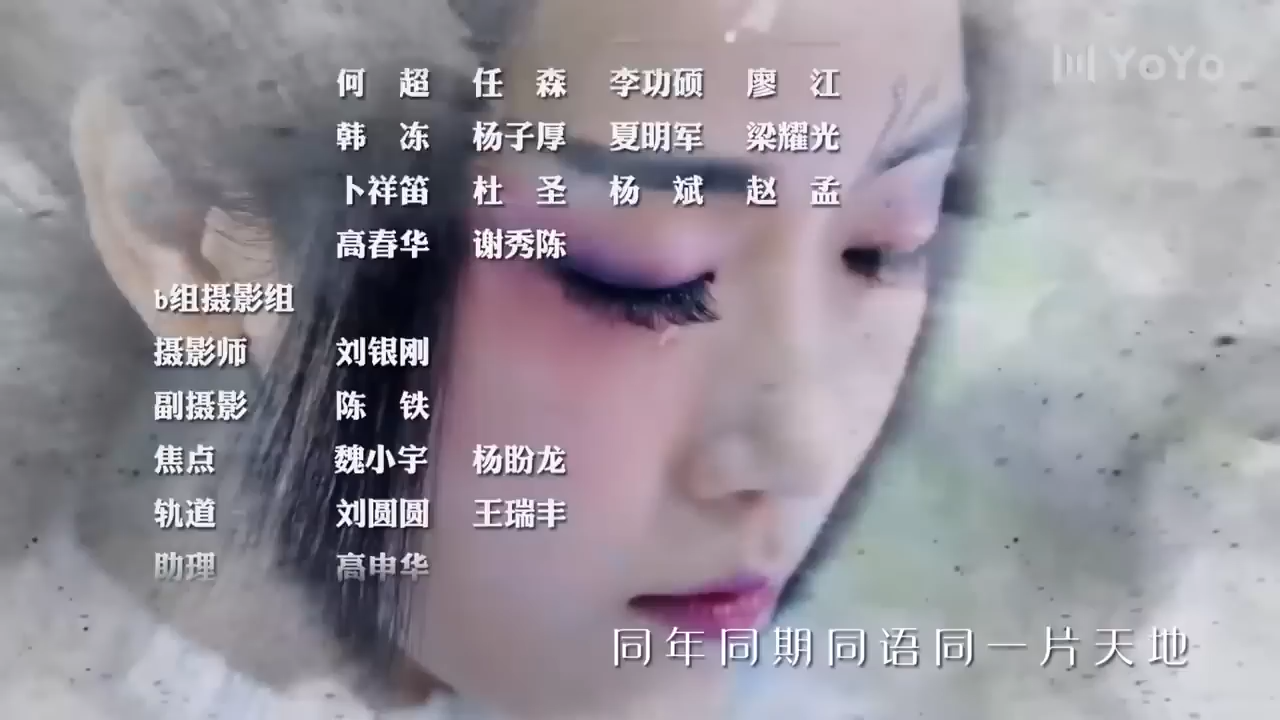 YoYo
何 超 任 森 李功硕 廖 江
韩 冻 杨子厚 夏明军 梁耀光
卜祥笛 杜 圣 杨 斌 赵 孟
高春华 谢秀陈
b组摄影组
摄影师 刘银刚
副摄影 陈 铁
焦点 魏小宇 杨盼龙
轨道 刘圆圆 王瑞丰
助理 高申华
同年同期同语同一片天地